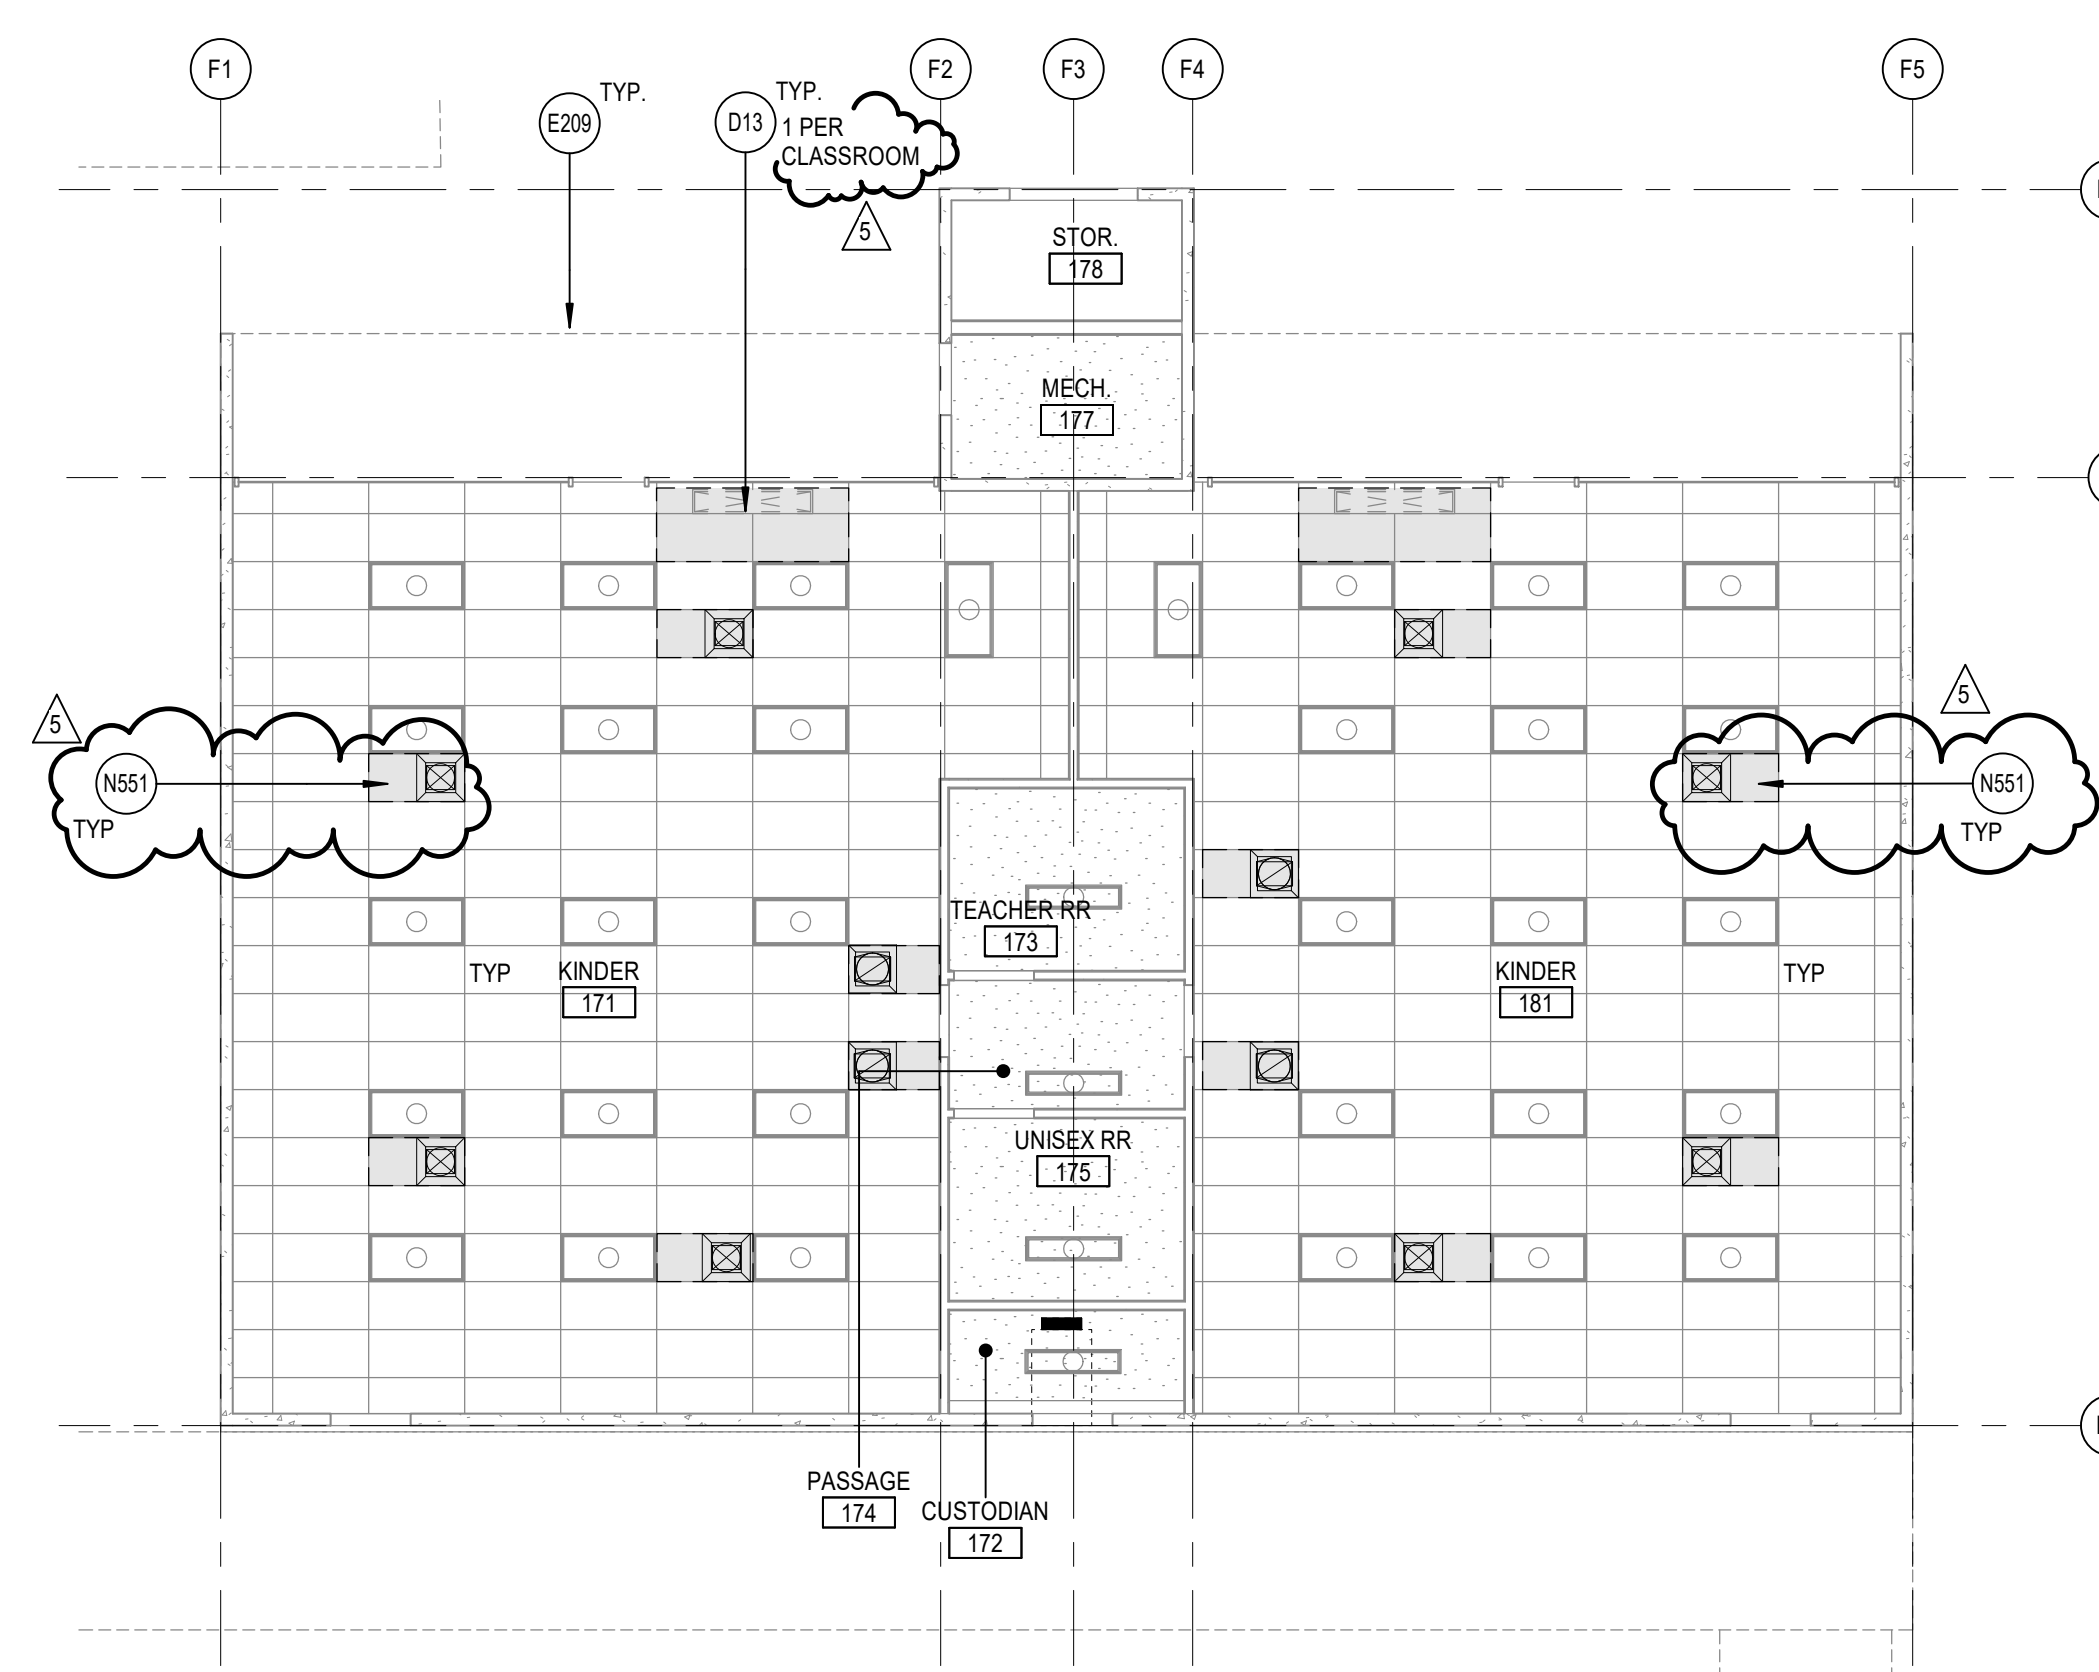 F1
F2
F3
F4
F5
E209
TYP.
D13
TYP.
1 PER
CLASSROOM
5
STOR.
178
MECH.
177
5
N551
TYP
5
N551
TYP
TEACHER RR
173
TYP
KINDER
171
KINDER
181
TYP
UNISEX RR
175
PASSAGE
174
CUSTODIAN
172